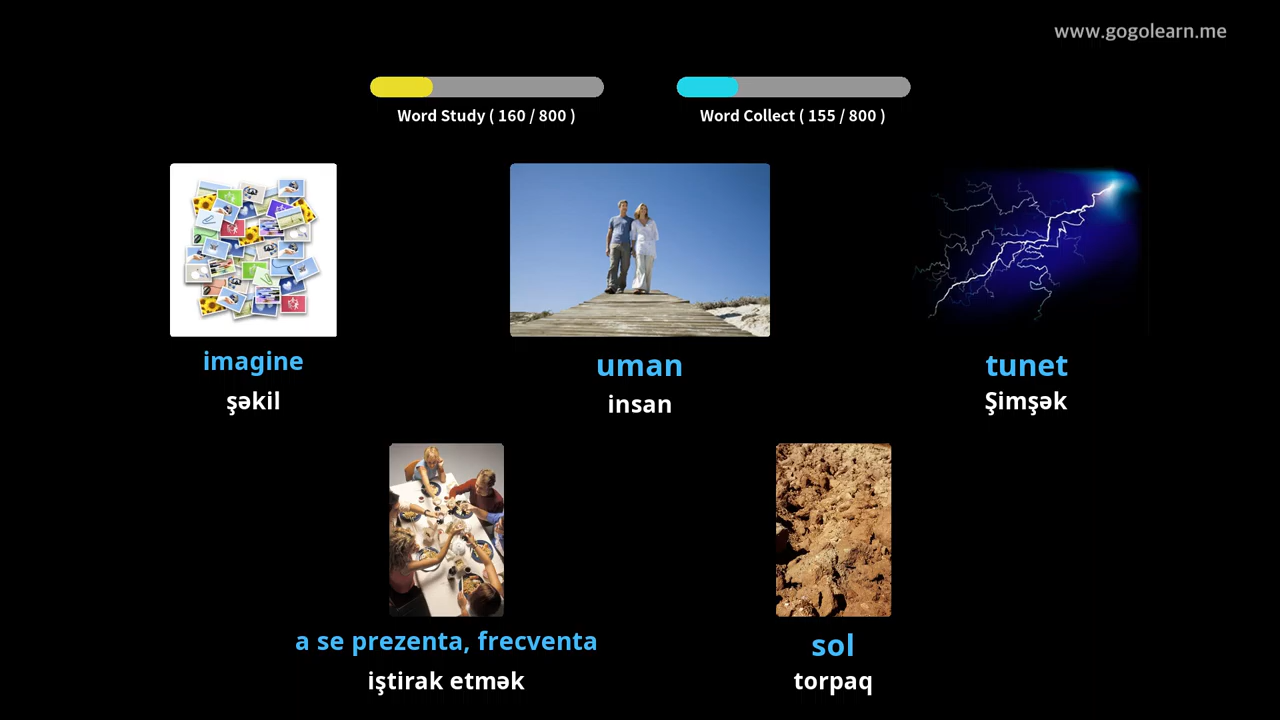 www.gogolearn.me
Word Study ( 160 / 800 )
Word Collect ( 155 / 800 )
imagine
şəkil
uman
insan
tunet
Şimşək
a se prezenta, frecventa
iştirak etmək
sol
torpaq